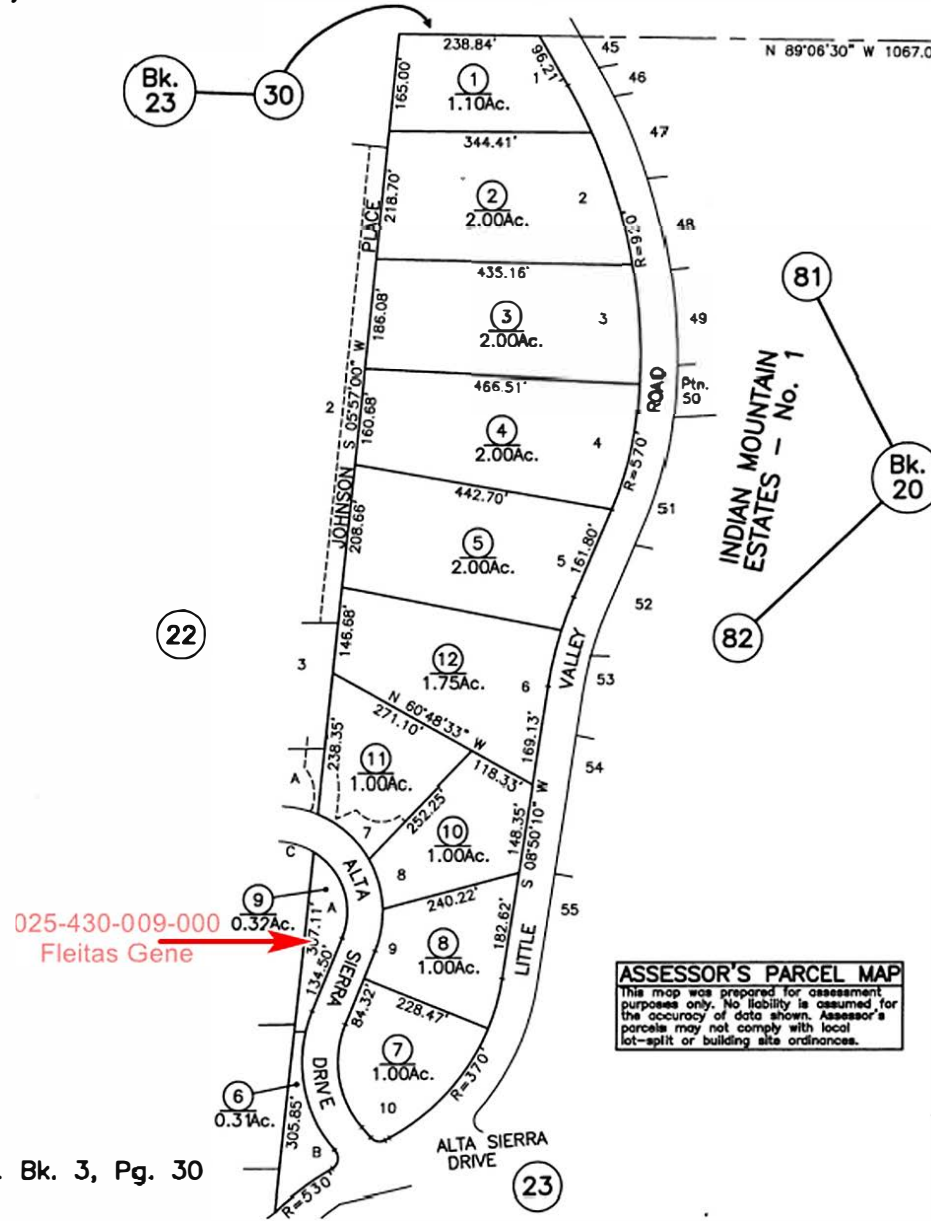 Bk.
23
30
238.84'
96.21'
45
N 89°06'30" W 1067.0
165.00'
1
1
1.10Ac.
46
47
344.41'
218.70'
PLACE
2
2
2.00Ac.
48
R=920'
435.16'
186.08'
3
3
2.00Ac.
49
81
INDIAN MOUNTAIN
ESTATES - No. 1
ROAD
Ptn.
50
466.51'
S 05°57'00" W
2
160.68'
4
4
2.00Ac.
R=570'
Bk.
20
442.70'
JOHNSON
208.66'
5
5
2.00Ac.
161.80'
51
52
82
22
146.68'
VALLEY
3
12
1.75Ac.
6
53
N 60°48'33" W
271.10'
118.33'
169.13'
54
238.35'
A
11
1.00Ac.
252.25'
7
10
1.00Ac.
148.35'
S 08°50'10" W
8
ALTA
C
9
0.32Ac.
A
240.22'
55
025-430-009-000
Fleitas Gene
307.11'
134.50'
SIERRA
9
8
1.00Ac.
182.62'
LITTLE
84.32'
228.47'
7
1.00Ac.
R=370'
10
DRIVE
6
0.31Ac.
305.85'
B
R=530'
ALTA SIERRA
DRIVE
23
. Bk. 3, Pg. 30
ASSESSOR'S PARCEL MAP
This map was prepared for assessment
purposes only. No liability is assumed for
the accuracy of data shown. Assessor's
parcels may not comply with local
lot-split or building site ordinances.